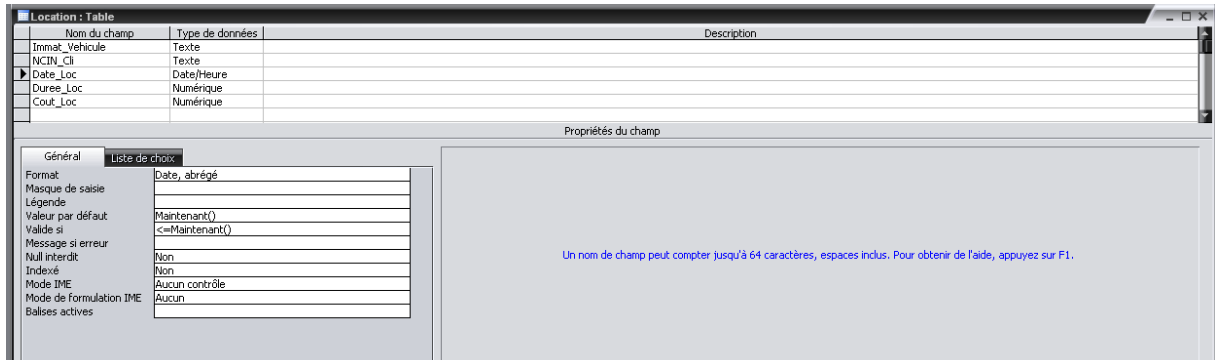 Location : Table
Nom du champ Type de données Description
Immat_Vehicule Texte
NCIN_Cli Texte
Date_Loc Date/Heure
Duree_Loc Numérique
Cout_Loc Numérique
Propriétés du champ
Général Liste de choix
Format Date, abrégé
Masque de saisie
Légende
Valeur par défaut Maintenant()
Valide si <=Maintenant()
Message si erreur
Null interdit Non
Indexé Non
Mode IME Aucun contrôle
Mode de formulation IME Aucun
Balises actives
Un nom de champ peut compter jusqu'à 64 caractères, espaces inclus. Pour obtenir de l'aide, appuyez sur F1.